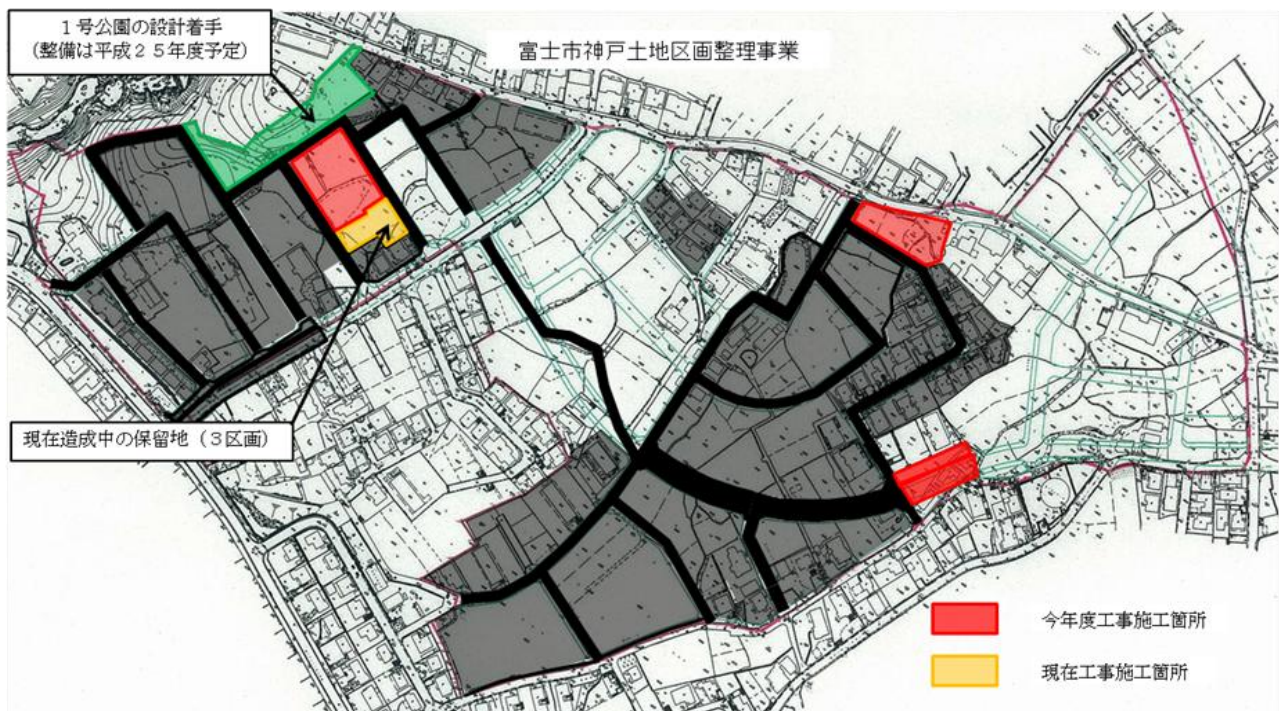 １号公園の設計着手
(整備は平成２５年度予定)
富士市神戸土地区画整理事業
現在造成中の保留地（３区画）
今年度工事施工箇所
現在工事施工箇所